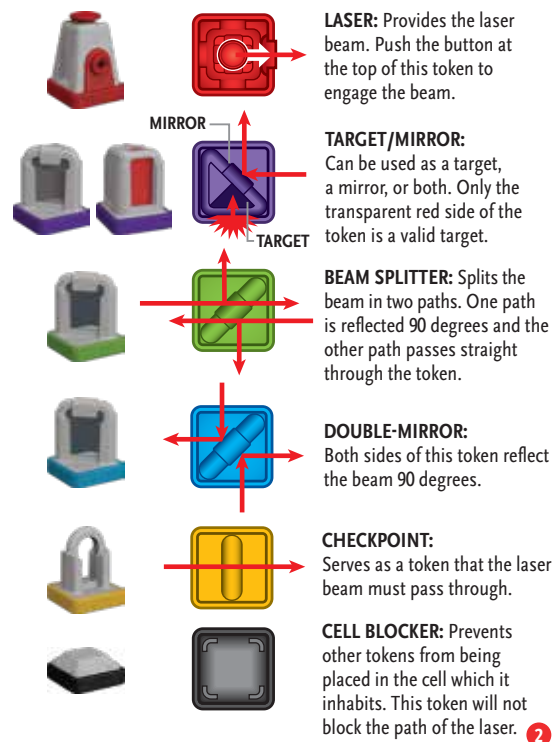 LASER: Provides the laser
beam. Push the button at
the top of this token to
engage the beam.
MIRROR
TARGET/MIRROR:
Can be used as a target,
a mirror, or both. Only the
transparent red side of the
token is a valid target.
TARGET
BEAM SPLITTER: Splits the
beam in two paths. One path
is reflected 90 degrees and the
other path passes straight
through the token.
DOUBLE-MIRROR:
Both sides of this token reflect
the beam 90 degrees.
CHECKPOINT:
Serves as a token that the laser
beam must pass through.
CELL BLOCKER: Prevents
other tokens from being
placed in the cell which it
inhabits. This token will not
block the path of the laser.
2